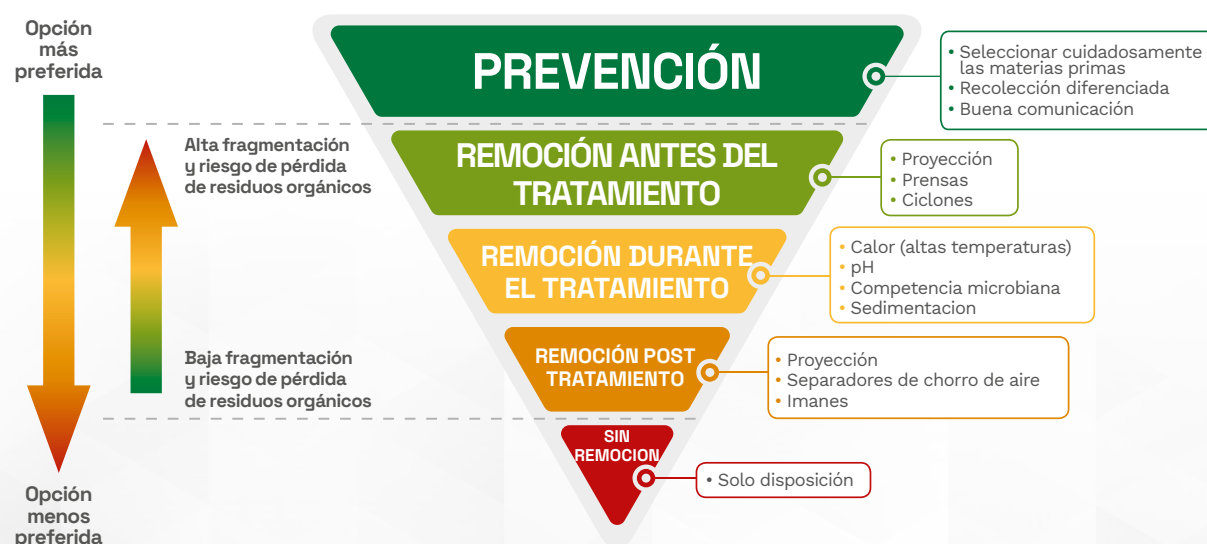 Opción
más
preferida
PREVENCIÓN
• Seleccionar cuidadosamente
las materias primas
• Recolección diferenciada
• Buena comunicación
Alta fragmentación
y riesgo de pérdida
de residuos orgánicos
REMOCIÓN ANTES DEL
TRATAMIENTO
• Proyección
• Prensas
• Ciclones
REMOCIÓN DURANTE
EL TRATAMIENTO
• Calor (altas temperaturas)
• pH
• Competencia microbiana
• Sedimentacion
Baja fragmentación
y riesgo de pérdida
de residuos orgánicos
REMOCIÓN POST
TRATAMIENTO
• Proyección
• Separadores de chorro de aire
• Imanes
SIN
REMOCION
• Solo disposición
Opción
menos
preferida